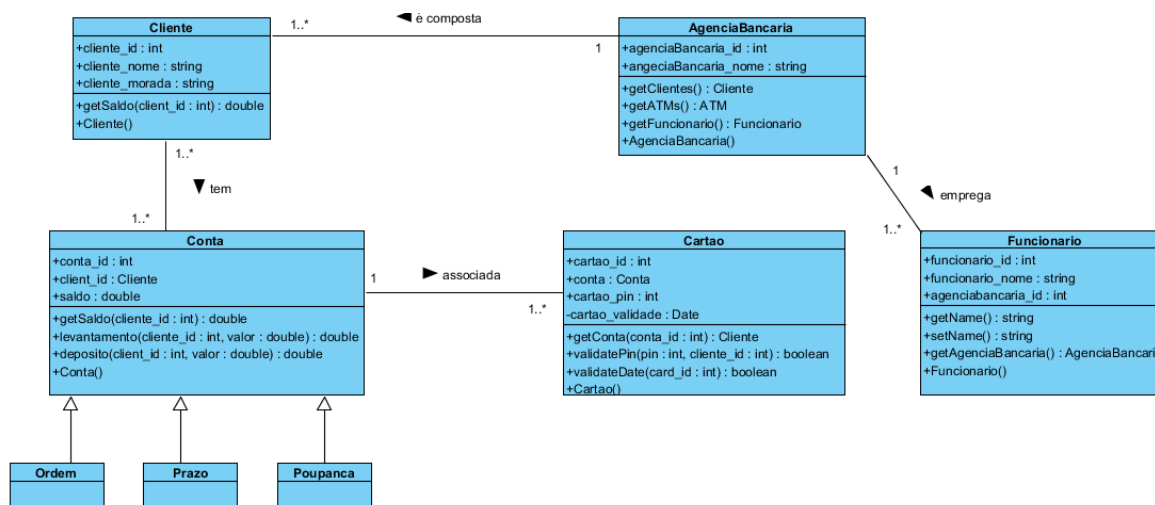 Cliente
+cliente_id : int
+cliente_nome : string
+cliente_morada : string
+getSaldo(client_id : int) : double
+Cliente()
1..*
è composta
1
AgenciaBancaria
+agenciaBancaria_id : int
+angeciaBancaria_nome : string
+getClientes() : Cliente
+getATMs() : ATM
+getFuncionario() : Funcionario
+AgenciaBancaria()
1..*
tem
1..*
1
emprega
1..*
Conta
+conta_id : int
+client_id : Cliente
+saldo : double
+getSaldo(cliente_id : int) : double
+levantamento(cliente_id : int, valor : double) : double
+deposito(client_id : int, valor : double) : double
+Conta()
1
associada
1..*
Cartao
+cartao_id : int
+conta : Conta
+cartao_pin : int
-cartao_validade : Date
+getConta(conta_id : int) : Cliente
+validatePin(pin : int, cliente_id : int) : boolean
+validateDate(card_id : int) : boolean
+Cartao()
Funcionario
+funcionario_id : int
+funcionario_nome : string
+agenciabancaria_id : int
+getName() : string
+setName() : string
+getAgenciaBancaria() : AgenciaBancari
+Funcionario()
Ordem
Prazo
Poupanca